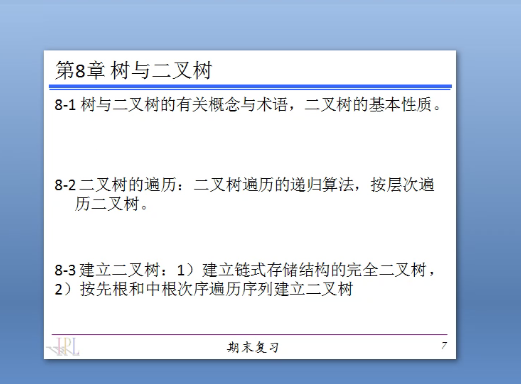 第8章 树与二叉树
8-1 树与二叉树的有关概念与术语，二叉树的基本性质。
8-2 二叉树的遍历：二叉树遍历的递归算法，按层次遍
历二叉树。
8-3 建立二叉树：1）建立链式存储结构的完全二叉树，
2）按先根和中根次序遍历序列建立二叉树
期末复习
7